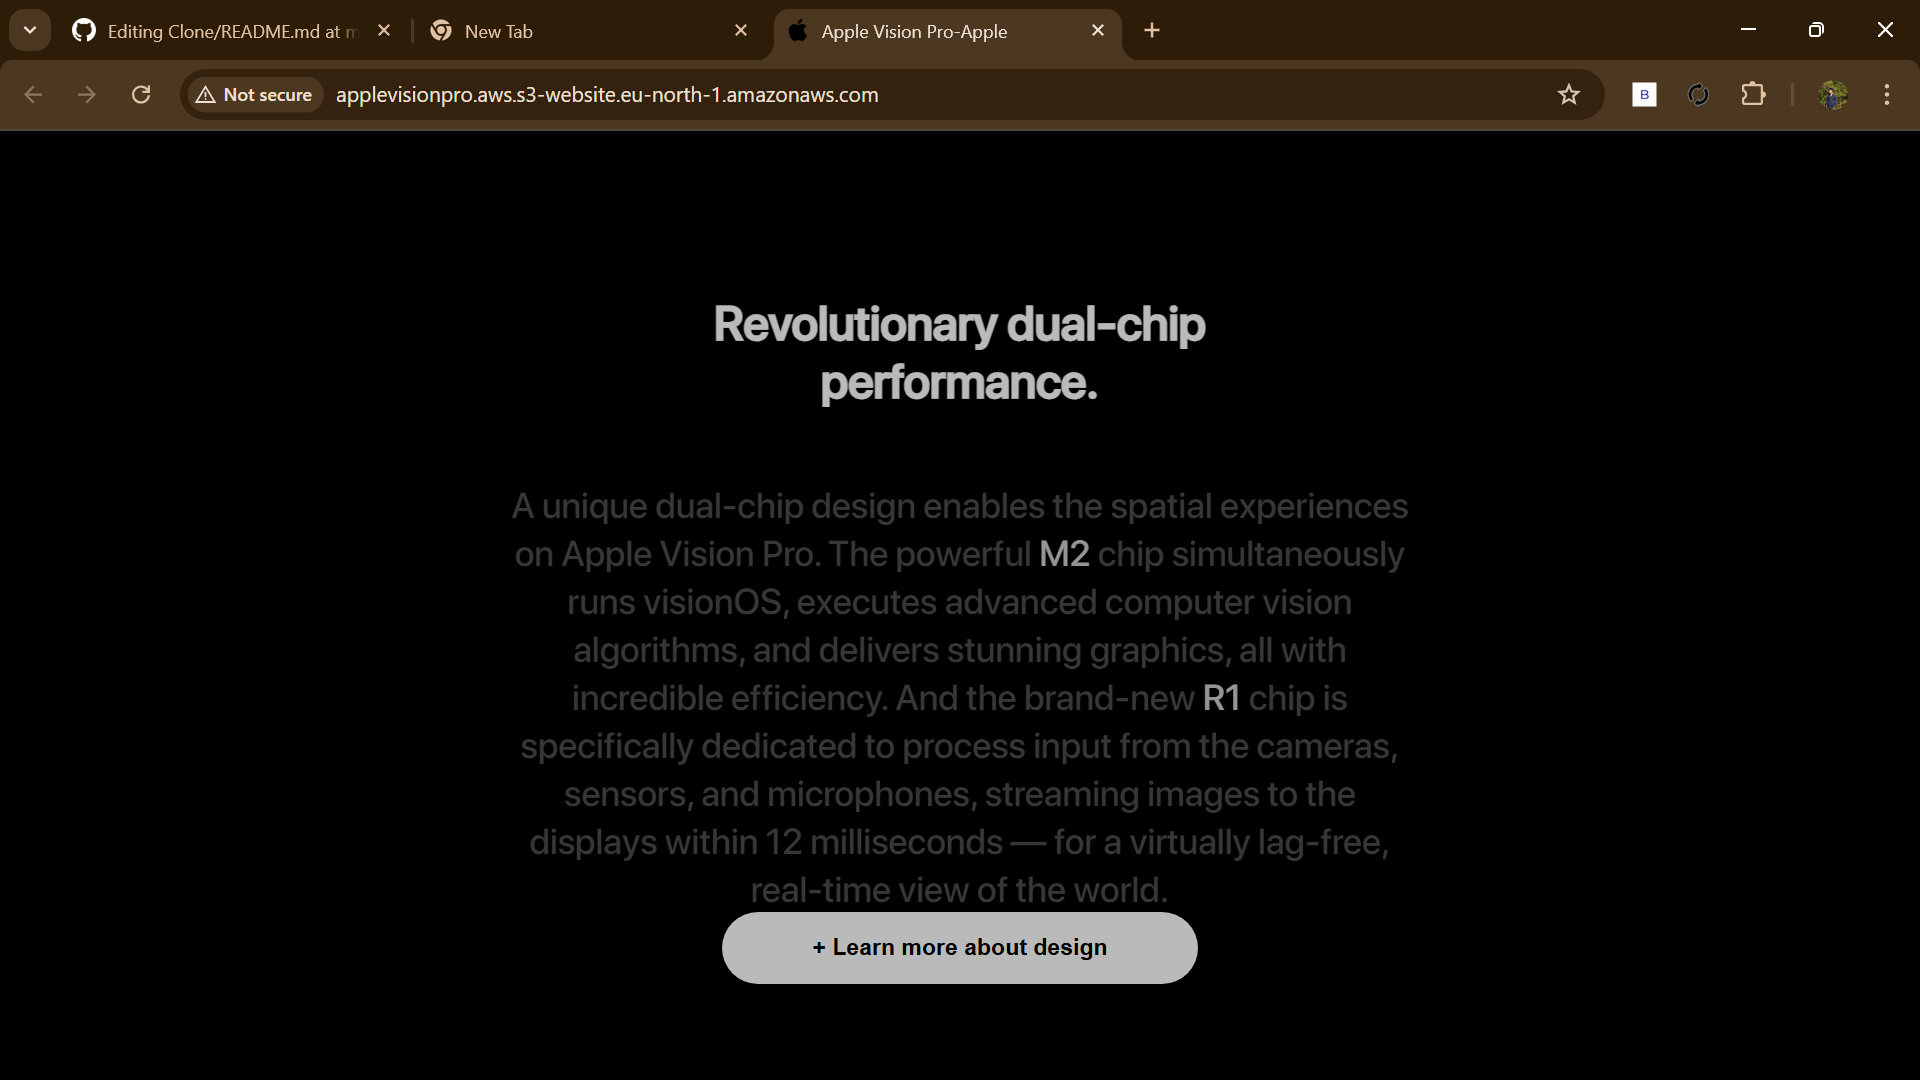 Editing Clone/README.md at m
New Tab
Apple Vision Pro-Apple
Not secure
applevisionpro.aws.s3-website.eu-north-1.amazonaws.com
B
Revolutionary dual-chip
performance.
A unique dual-chip design enables the spatial experiences
on Apple Vision Pro. The powerful M2 chip simultaneously
runs visionOS, executes advanced computer vision
algorithms, and delivers stunning graphics, all with
incredible efficiency. And the brand-new R1 chip is
specifically dedicated to process input from the cameras,
sensors, and microphones, streaming images to the
displays within 12 milliseconds — for a virtually lag-free,
real-time view of the world.
+ Learn more about design